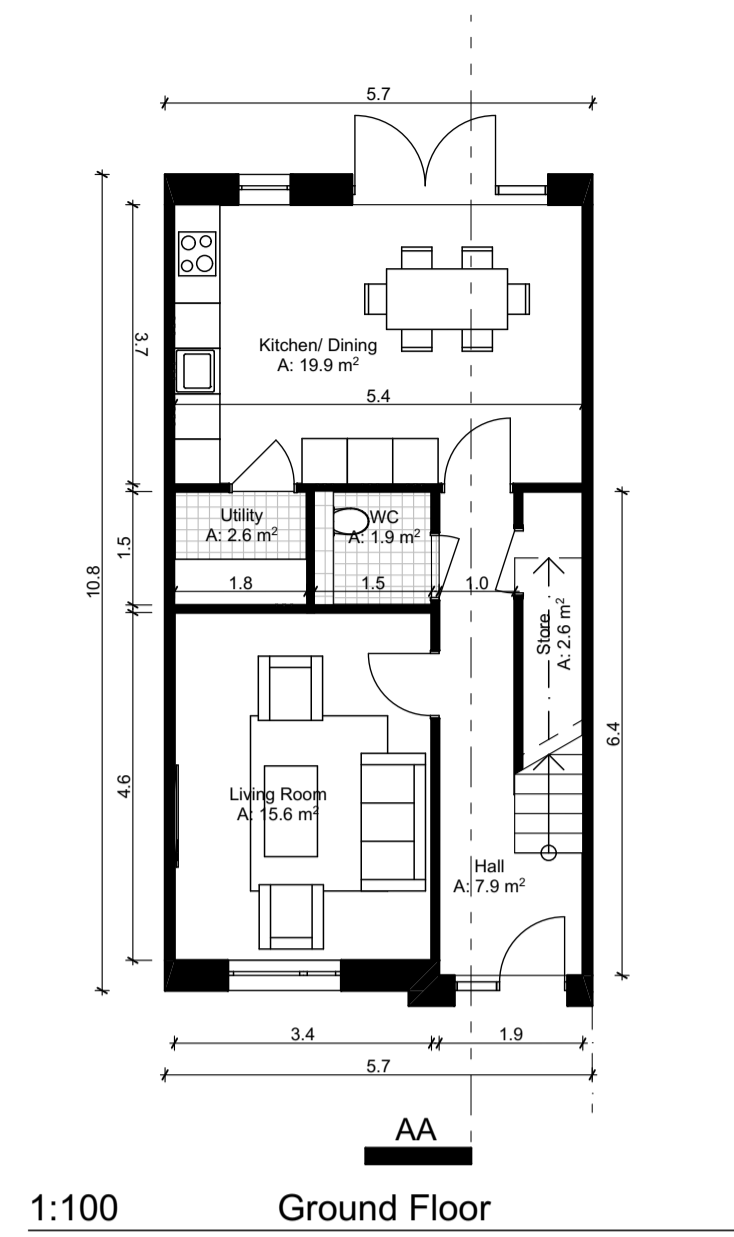 5.7
Kitchen/ Dining
A: 19.9 m²
3.7
5.4
Utility
A: 2.6 m²
WC
A: 1.9 m²
1.5
1.8
1.5
1.0
10.8
Store
A: 2.6 m²
6.4
4.6
Living Room
A: 15.6 m²
Hall
A: 7.9 m²
3.4
1.9
5.7
AA
1:100
Ground Floor